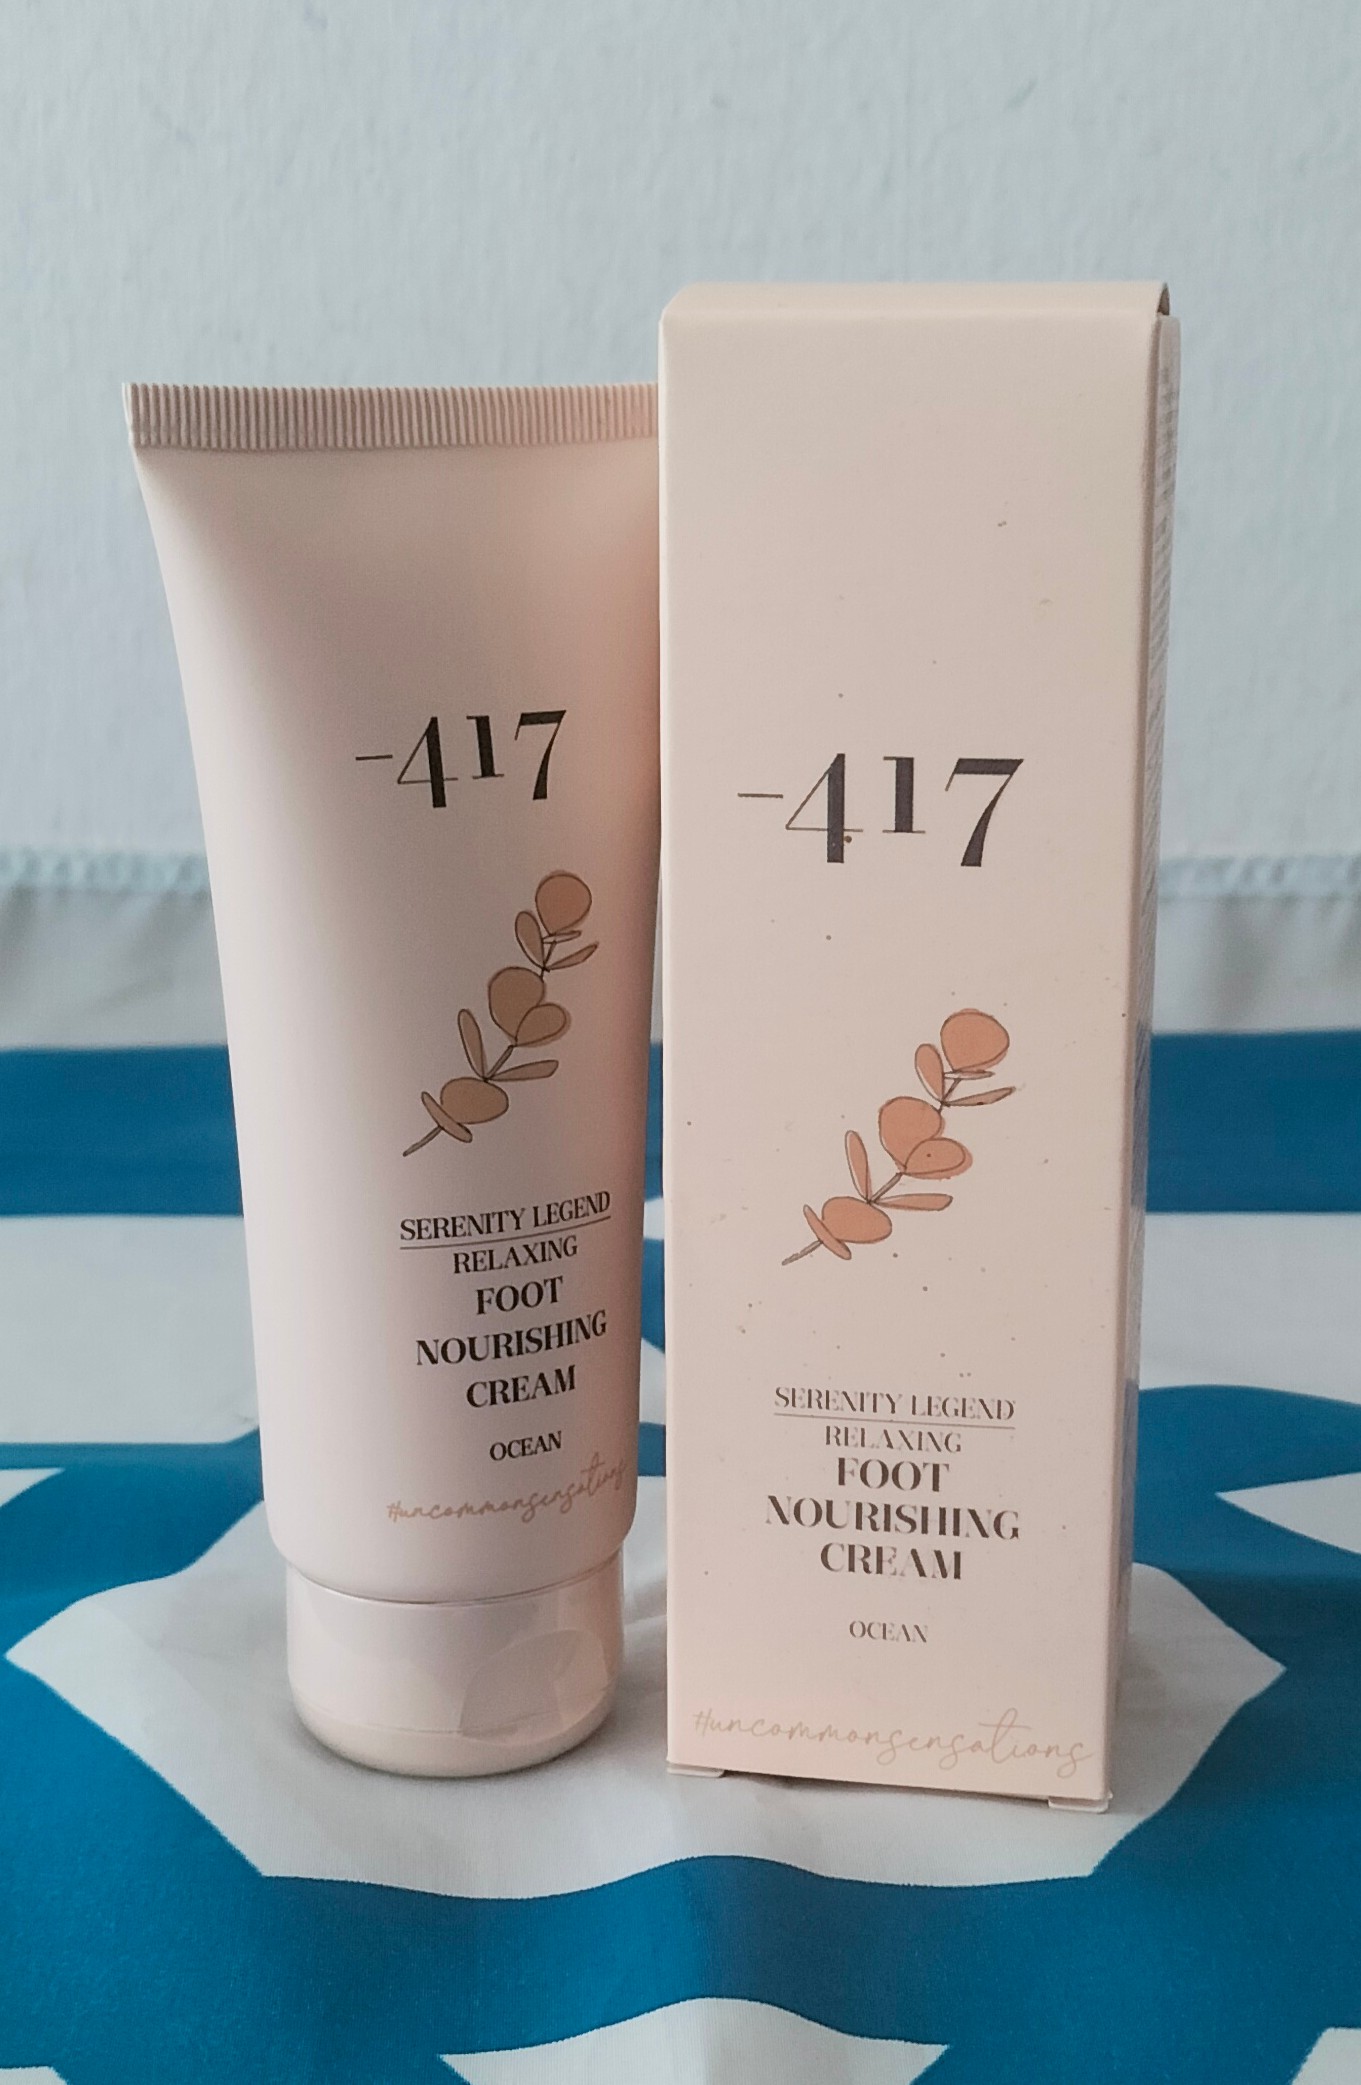 -417
SERENITY LEGEND
RELAXING
FOOT
NOURISHING
CREAM
OCEAN
#uncommonsensations
-417
SERENITY LEGEND
RELAXING
FOOT
NOURISHING
CREAM
OCEAN
#uncommonsensations